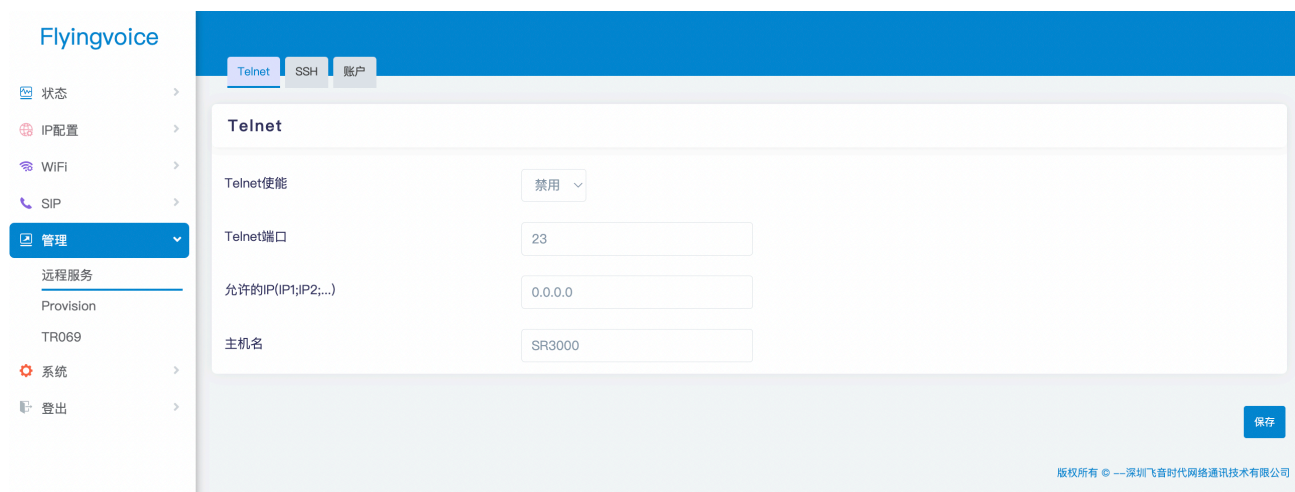 Flyingvoice
Telnet
SSH
账户
状态
IP配置
WiFi
SIP
管理
远程服务
Provision
TR069
系统
登出
Telnet
Telnet使能
禁用
Telnet端口
23
允许的IP(IP1;IP2;...)
0.0.0.0
主机名
SR3000
保存
版权所有 © --深圳飞音时代网络通讯技术有限公司